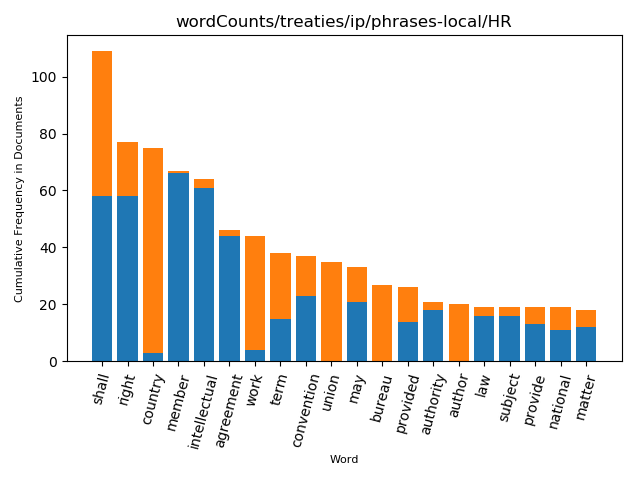 wordCounts/treaties/ip/phrases-local/HR
Cumulative Frequency in Documents
100
80
60
40
20
0
shall
right
country
member
intellectual
agreement
work
term
convention
union
may
bureau
provided
authority
author
law
subject
provide
national
matter
Word